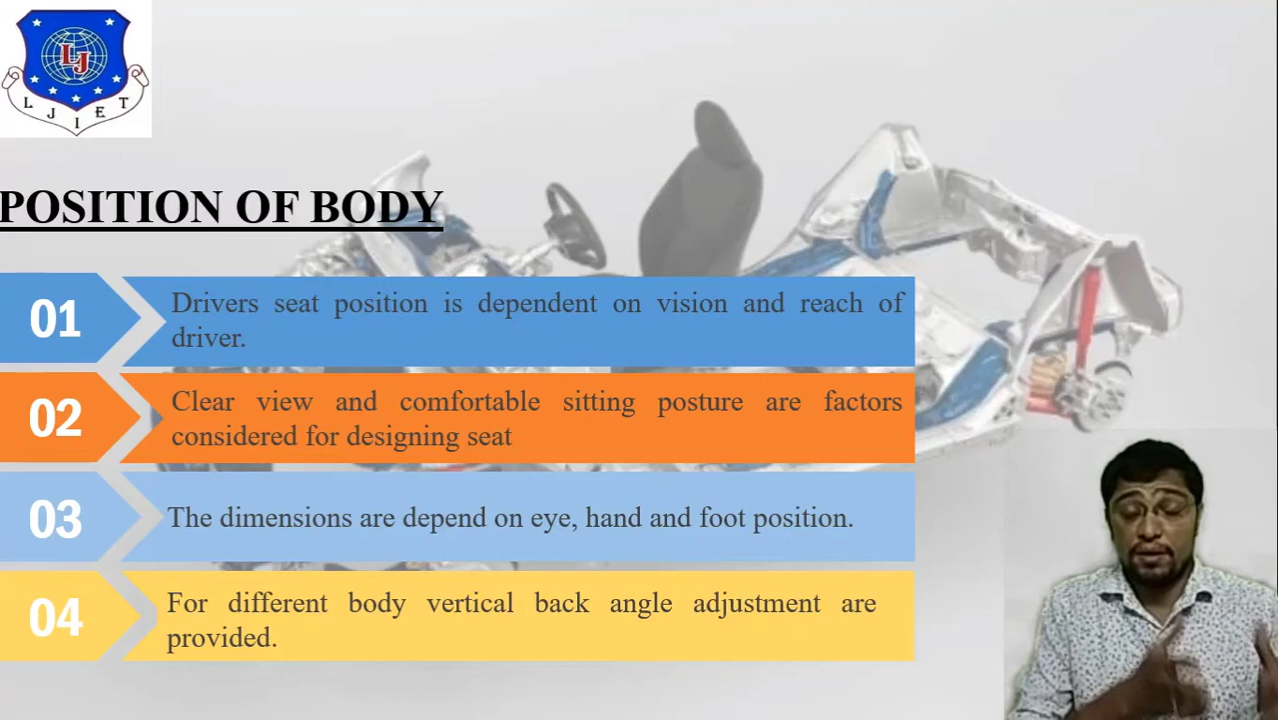 LJ
L J I E T
POSITION OF BODY
01
Drivers seat position is dependent on vision and reach of
driver.
02
Clear view and comfortable sitting posture are factors
considered for designing seat
03
The dimensions are depend on eye, hand and foot position.
04
For different body vertical back angle adjustment are
provided.